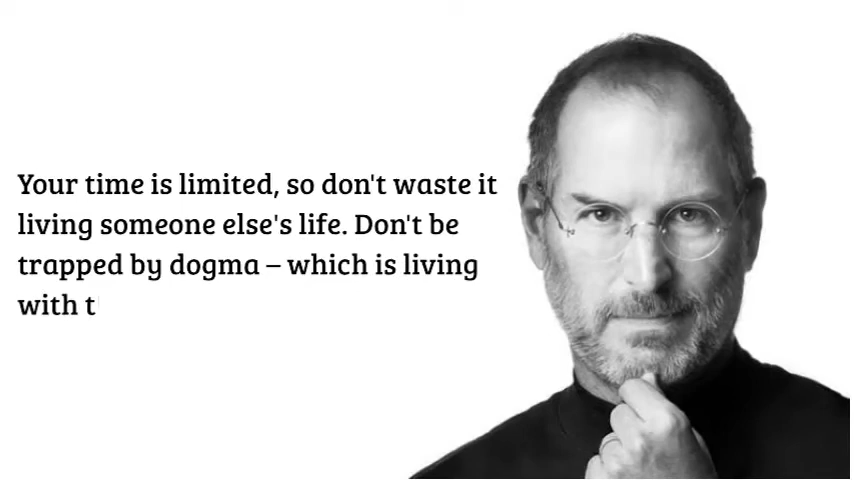 Your time is limited, so don't waste it
living someone else's life. Don't be
trapped by dogma – which is living
with t